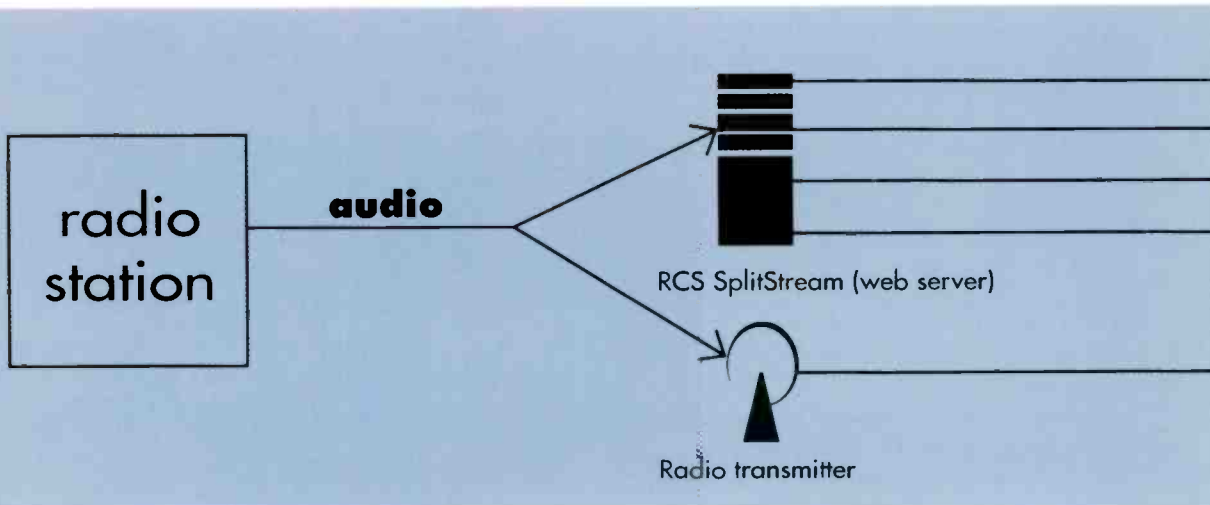 radio
station
audio
RCS SplitStream (web server)
Radio transmitter